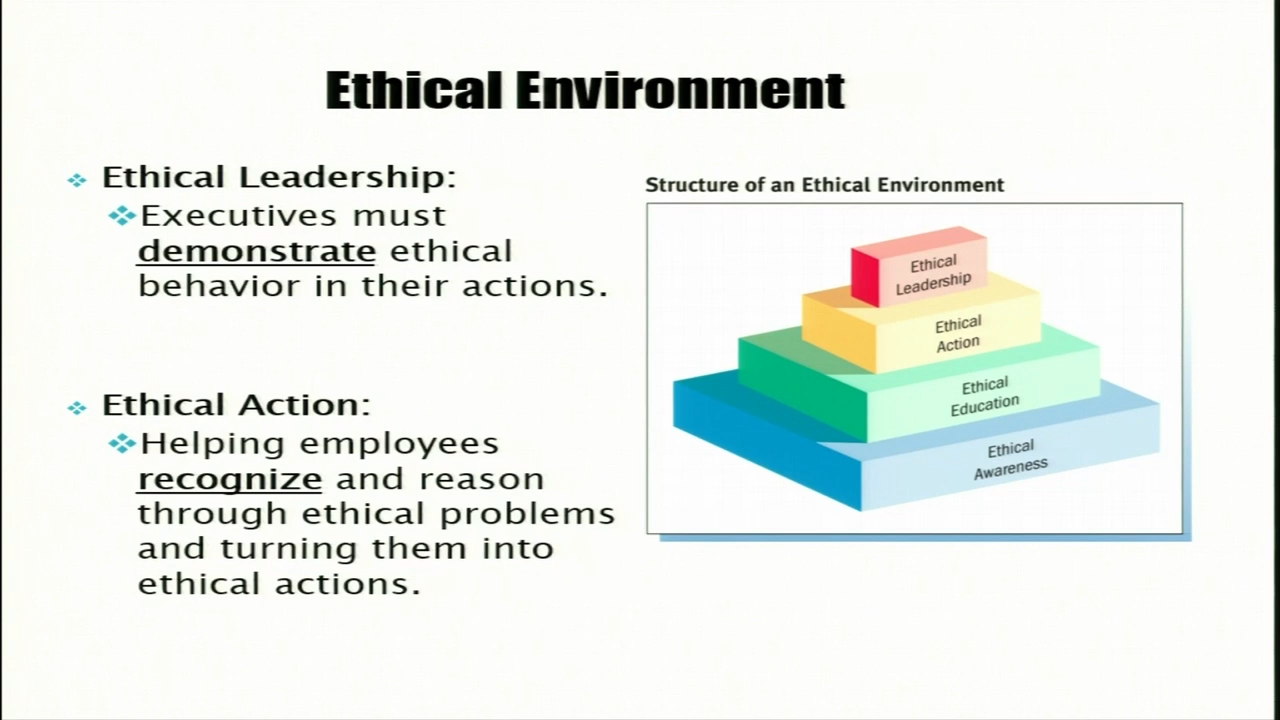 Ethical Environment
Ethical Leadership:
Executives must
demonstrate ethical
behavior in their actions.
Ethical Action:
Helping employees
recognize and reason
through ethical problems
and turning them into
ethical actions.
Structure of an Ethical Environment
Ethical
Leadership
Ethical
Action
Ethical
Education
Ethical
Awareness